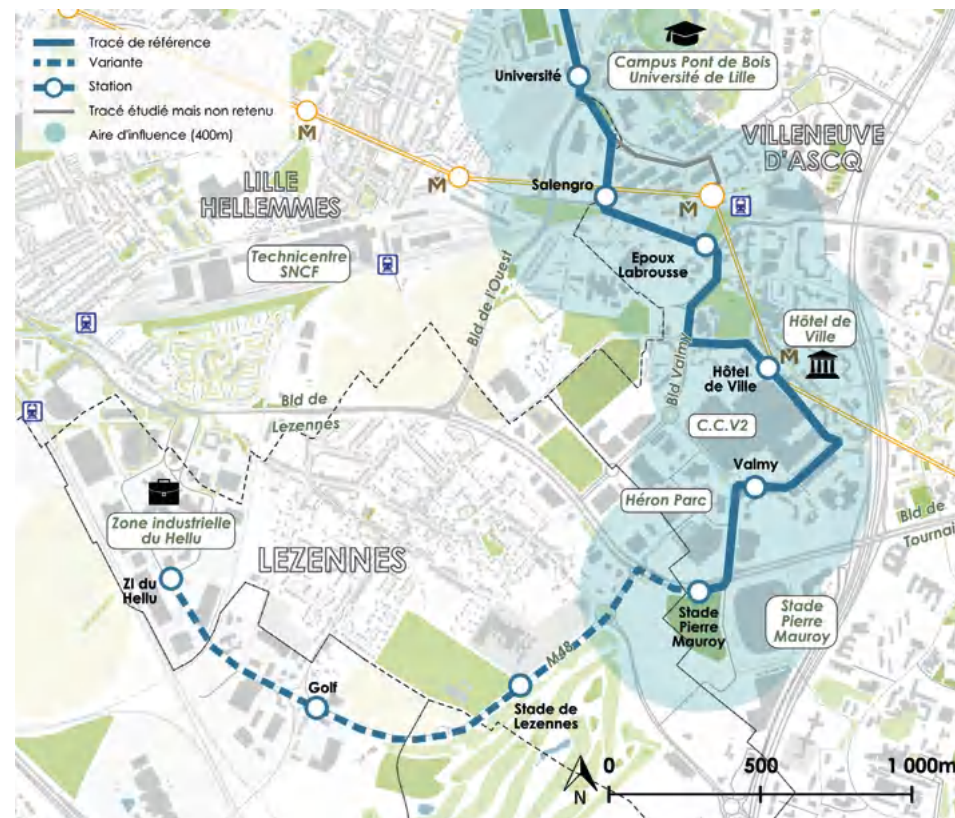 Tracé de référence
Variante
Station
Tracé étudié mais non retenu
Aire d'influence (400m)
Université
Campus Pont de Bois
Université de Lille
VILLENEUVE
D'ASCQ
M
M
LILLE
HELLEMMES
Salengro
M
Technicentre
SNCF
Epoux
Labrousse
Bld de l'Ouest
Bld Valmy
Hôtel de
Ville
M
Hôtel
de Ville
Bld de
Lezennes
C.C.V2
Valmy
Héron Parc
Zone industrielle
du Hellu
LEZENNES
Bld de
Tournai
ZI du
Hellu
Stade
Pierre
Mauroy
Stade
Pierre
Mauroy
M48
Golf
Stade de
Lezennes
N
0
500
1 000m